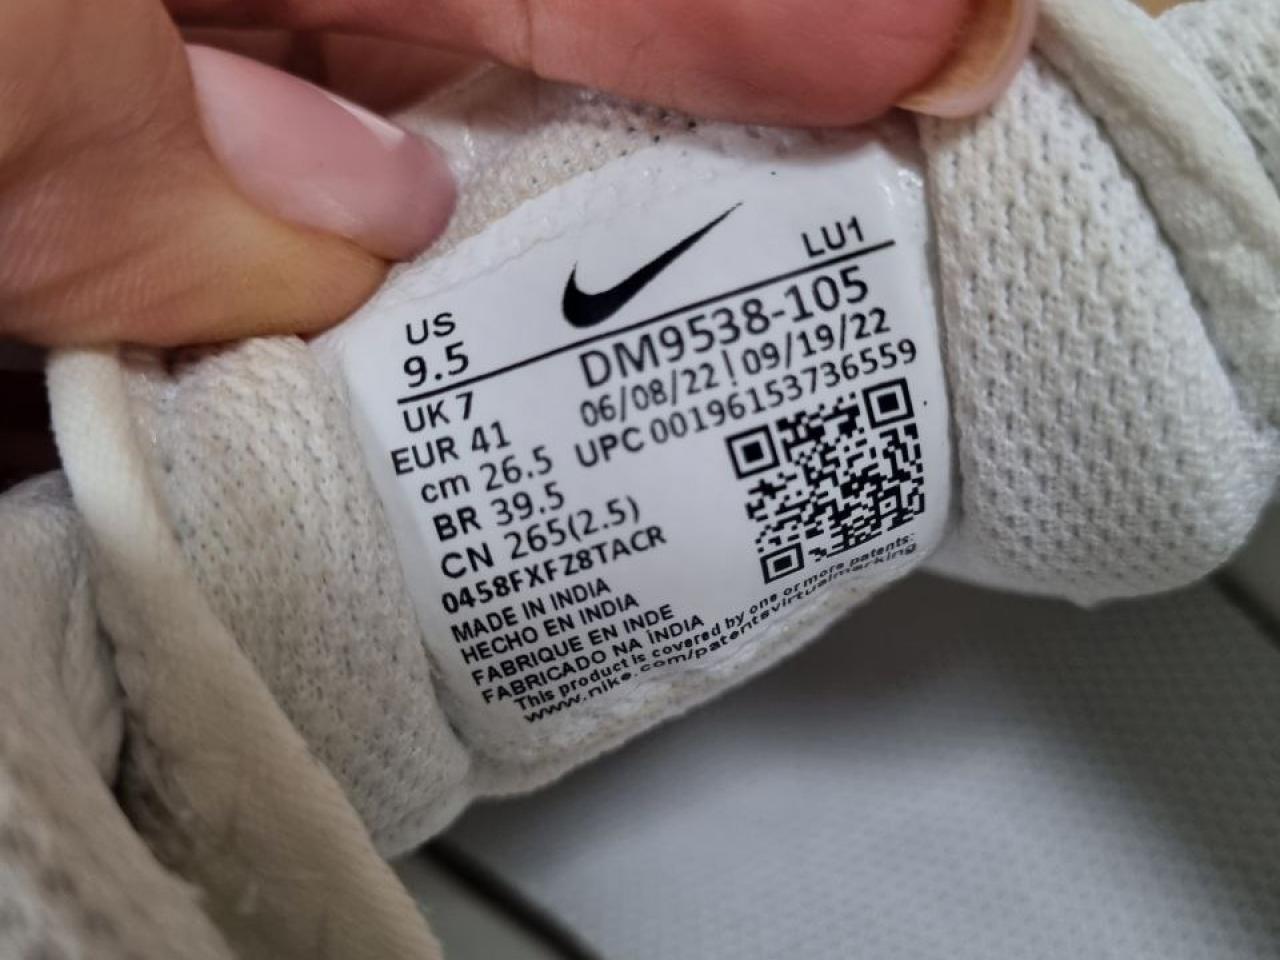 LU1
US
9.5
DM9538-105
06/08/22 | 09/19/22
UPC 00196153736559
UK 7
EUR 41
cm 26.5
BR 39.5
CN 265(2.5)
0458FXFZ8TACR
MADE IN INDIA
HECHO EN INDIA
FABRIQUE EN INDE
FABRICADO NA ÍNDIA
This product is covered by one or more patents:
www.nike.com/patentsvirtualmarking